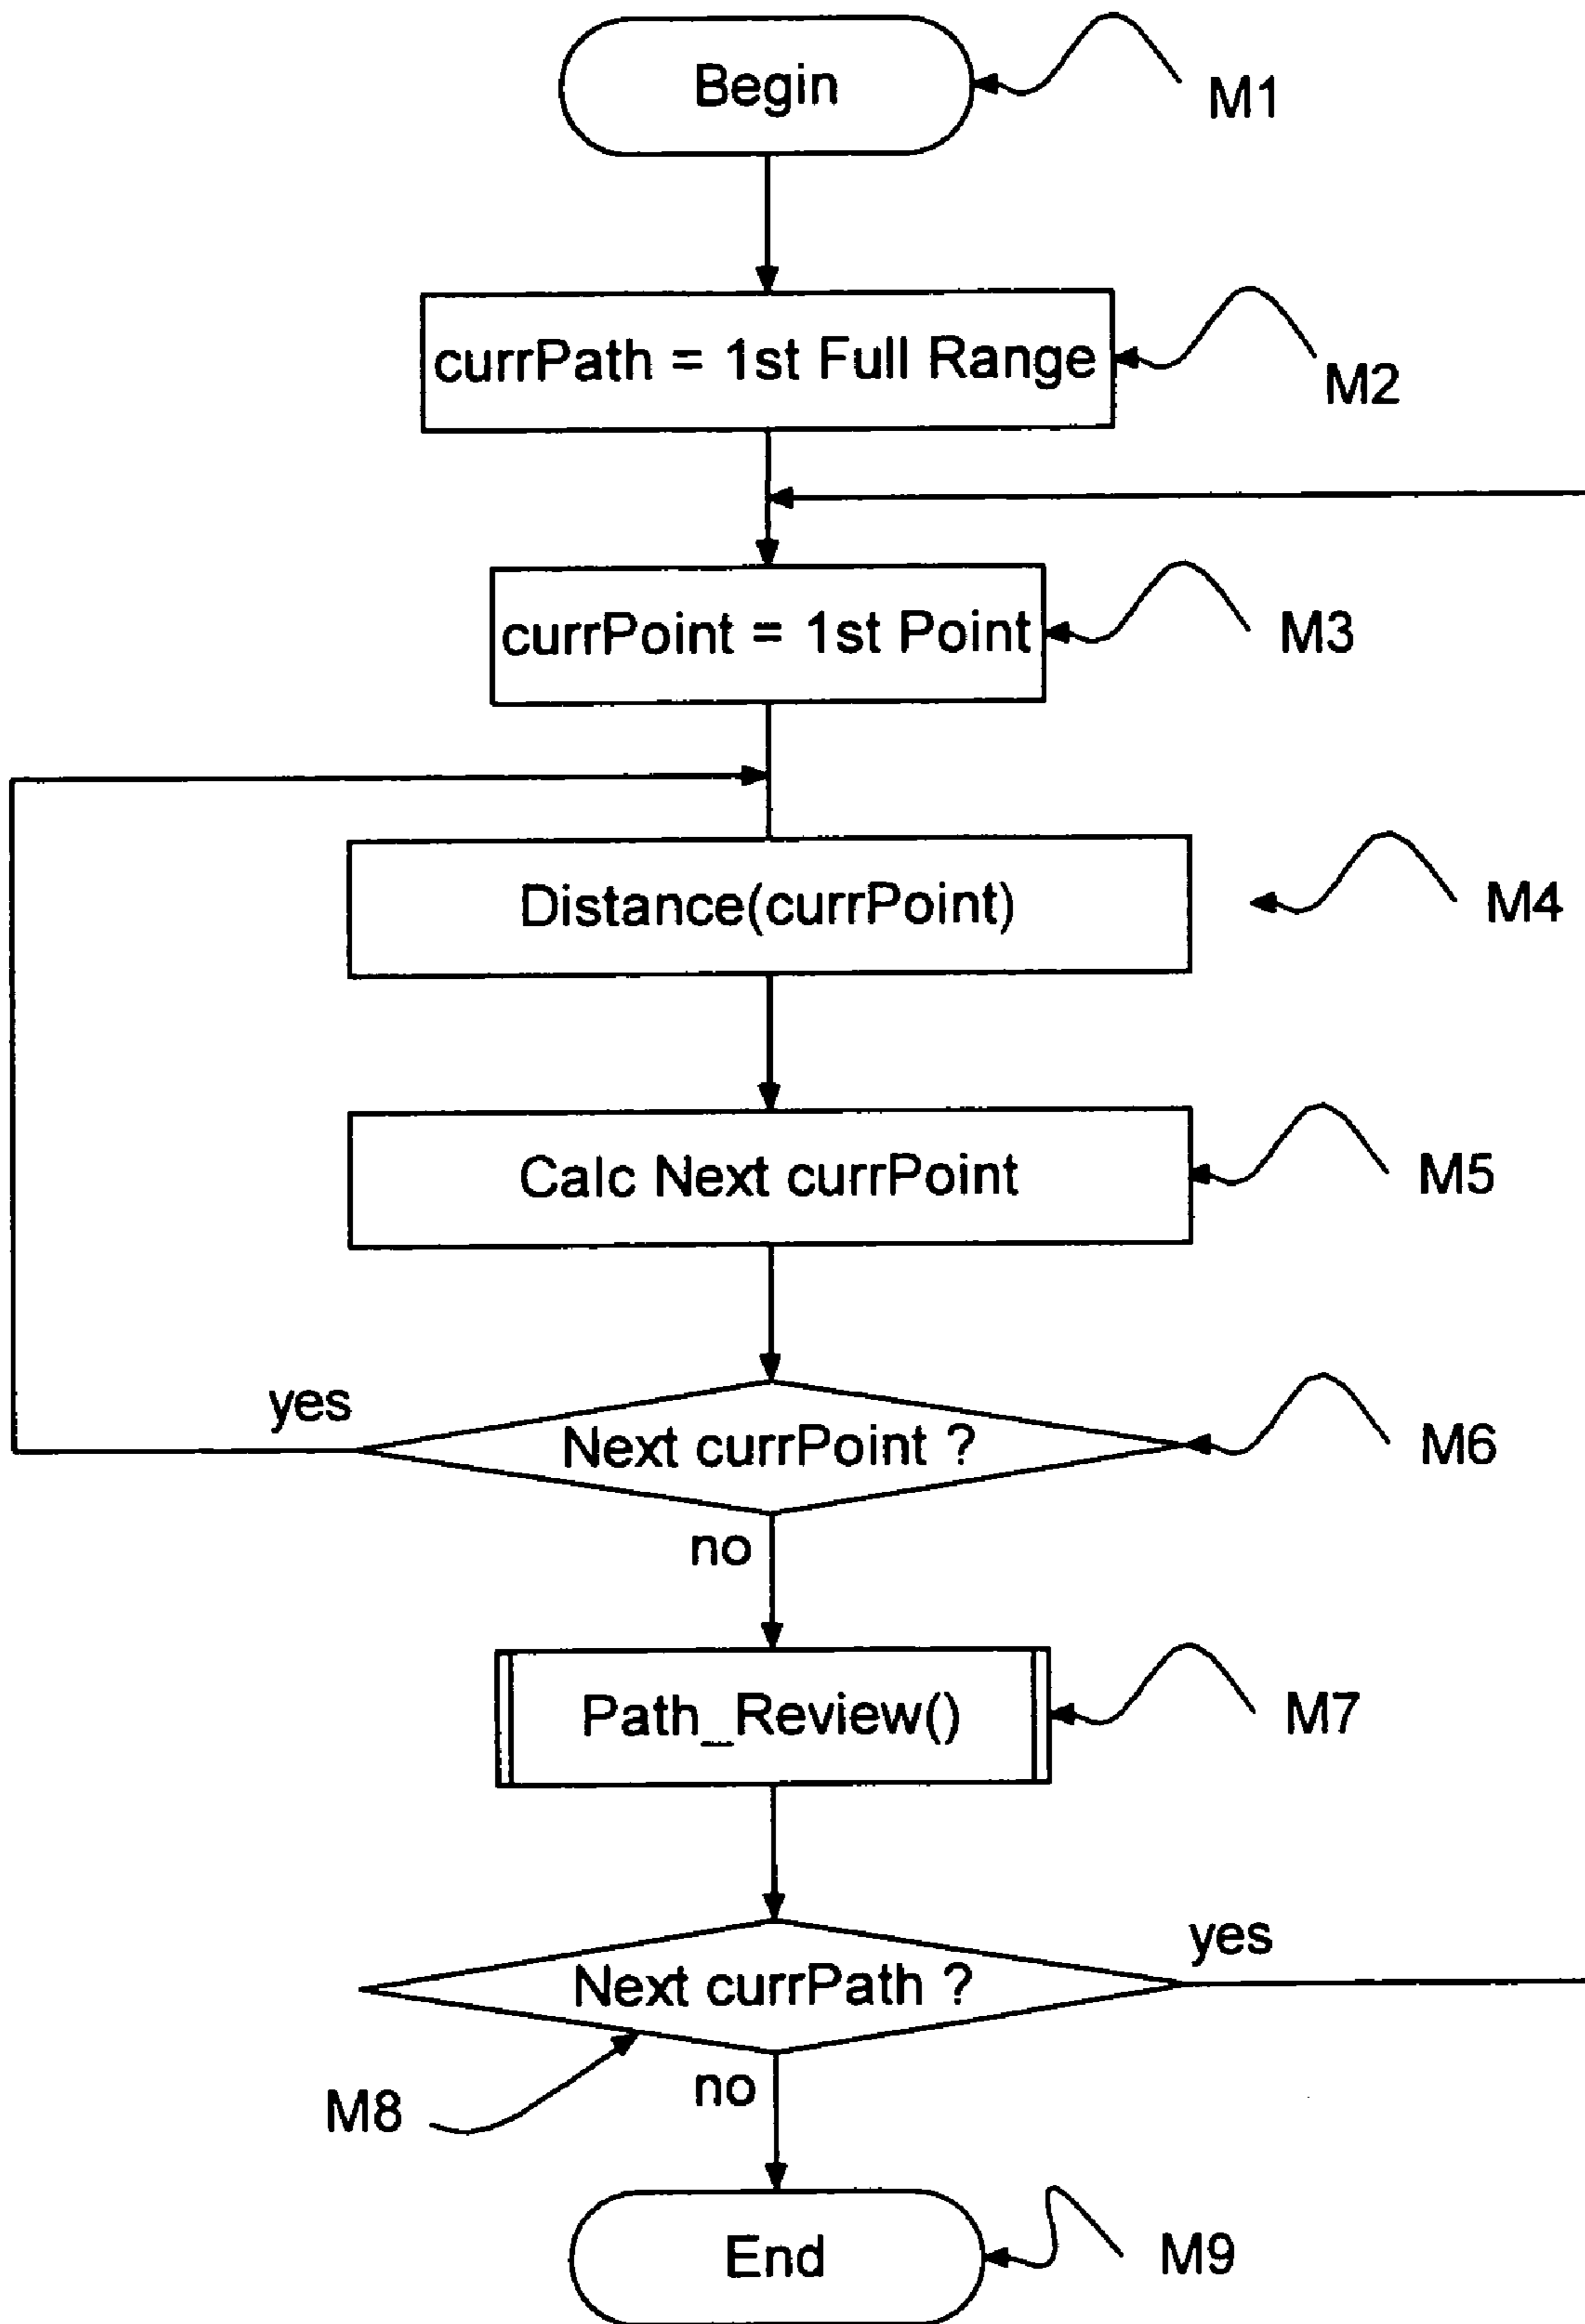 Begin
M1
currPath = 1st Full Range
M2
currPoint = 1st Point
M3
Distance(currPoint)
M4
Calc Next currPoint
M5
yes
Next currPoint ?
M6
no
Path_Review()
M7
yes
Next currPath ?
M8
no
End
M9